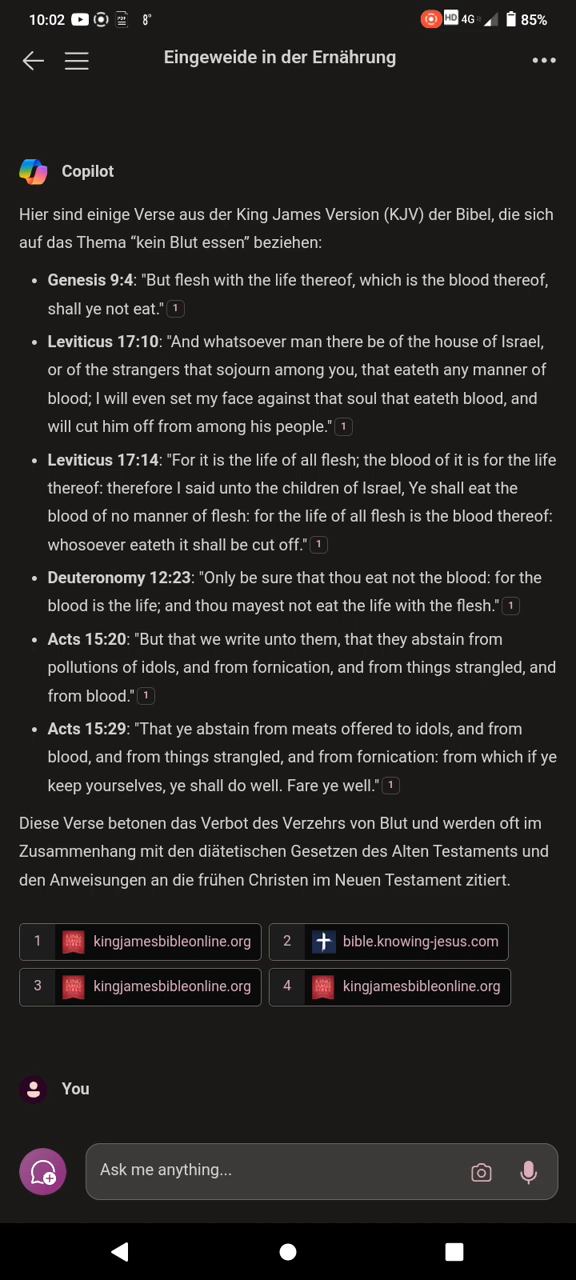 10:02 8° HD 4G 85%
Eingeweide in der Ernährung
Copilot
Hier sind einige Verse aus der King James Version (KJV) der Bibel, die sich
auf das Thema “kein Blut essen” beziehen:
• Genesis 9:4: "But flesh with the life thereof, which is the blood thereof,
shall ye not eat." 1
• Leviticus 17:10: "And whatsoever man there be of the house of Israel,
or of the strangers that sojourn among you, that eateth any manner of
blood; I will even set my face against that soul that eateth blood, and
will cut him off from among his people." 1
• Leviticus 17:14: "For it is the life of all flesh; the blood of it is for the life
thereof: therefore I said unto the children of Israel, Ye shall eat the
blood of no manner of flesh: for the life of all flesh is the blood thereof:
whosoever eateth it shall be cut off." 1
• Deuteronomy 12:23: "Only be sure that thou eat not the blood: for the
blood is the life; and thou mayest not eat the life with the flesh." 1
• Acts 15:20: "But that we write unto them, that they abstain from
pollutions of idols, and from fornication, and from things strangled, and
from blood." 1
• Acts 15:29: "That ye abstain from meats offered to idols, and from
blood, and from things strangled, and from fornication: from which if ye
keep yourselves, ye shall do well. Fare ye well." 1
Diese Verse betonen das Verbot des Verzehrs von Blut und werden oft im
Zusammenhang mit den diätetischen Gesetzen des Alten Testaments und
den Anweisungen an die frühen Christen im Neuen Testament zitiert.
1 kingjamesbibleonline.org 2 bible.knowing-jesus.com
3 kingjamesbibleonline.org 4 kingjamesbibleonline.org
You
Ask me anything...